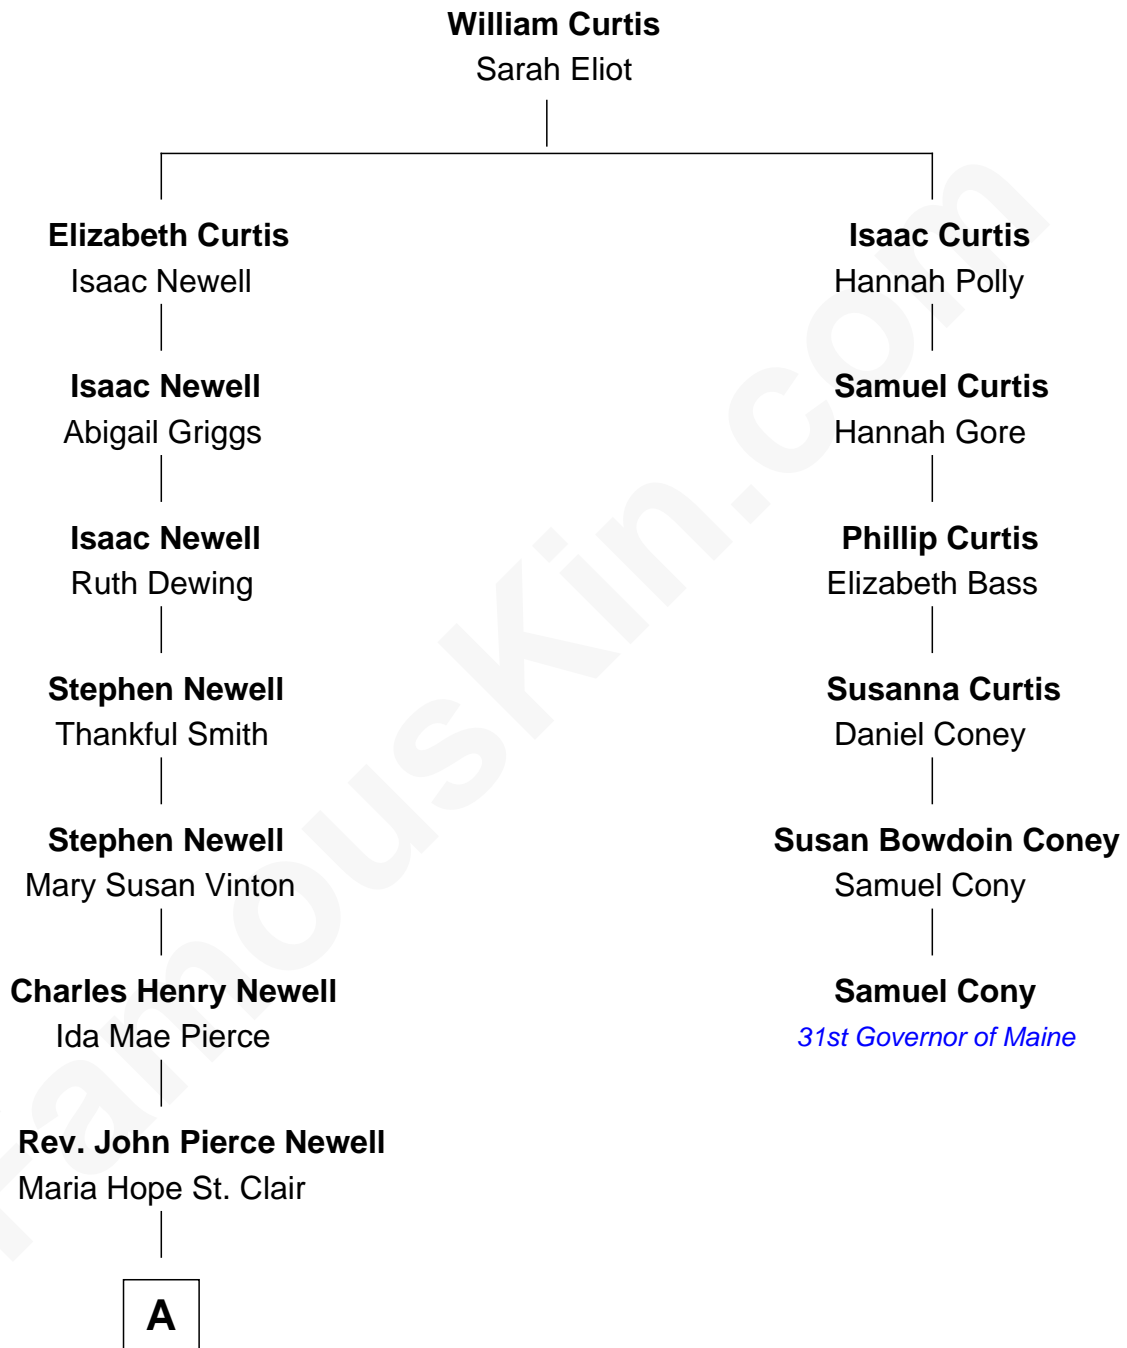 William Curtis
Sarah Eliot
Elizabeth Curtis
Isaac Newell
Isaac Newell
Abigail Griggs
Isaac Newell
Ruth Dewing
Stephen Newell
Thankful Smith
Stephen Newell
Mary Susan Vinton
Charles Henry Newell
Ida Mae Pierce
Rev. John Pierce Newell
Maria Hope St. Clair
A
Isaac Curtis
Hannah Polly
Samuel Curtis
Hannah Gore
Phillip Curtis
Elizabeth Bass
Susanna Curtis
Daniel Coney
Susan Bowdoin Coney
Samuel Cony
Samuel Cony
31st Governor of Maine
FamousKin.com